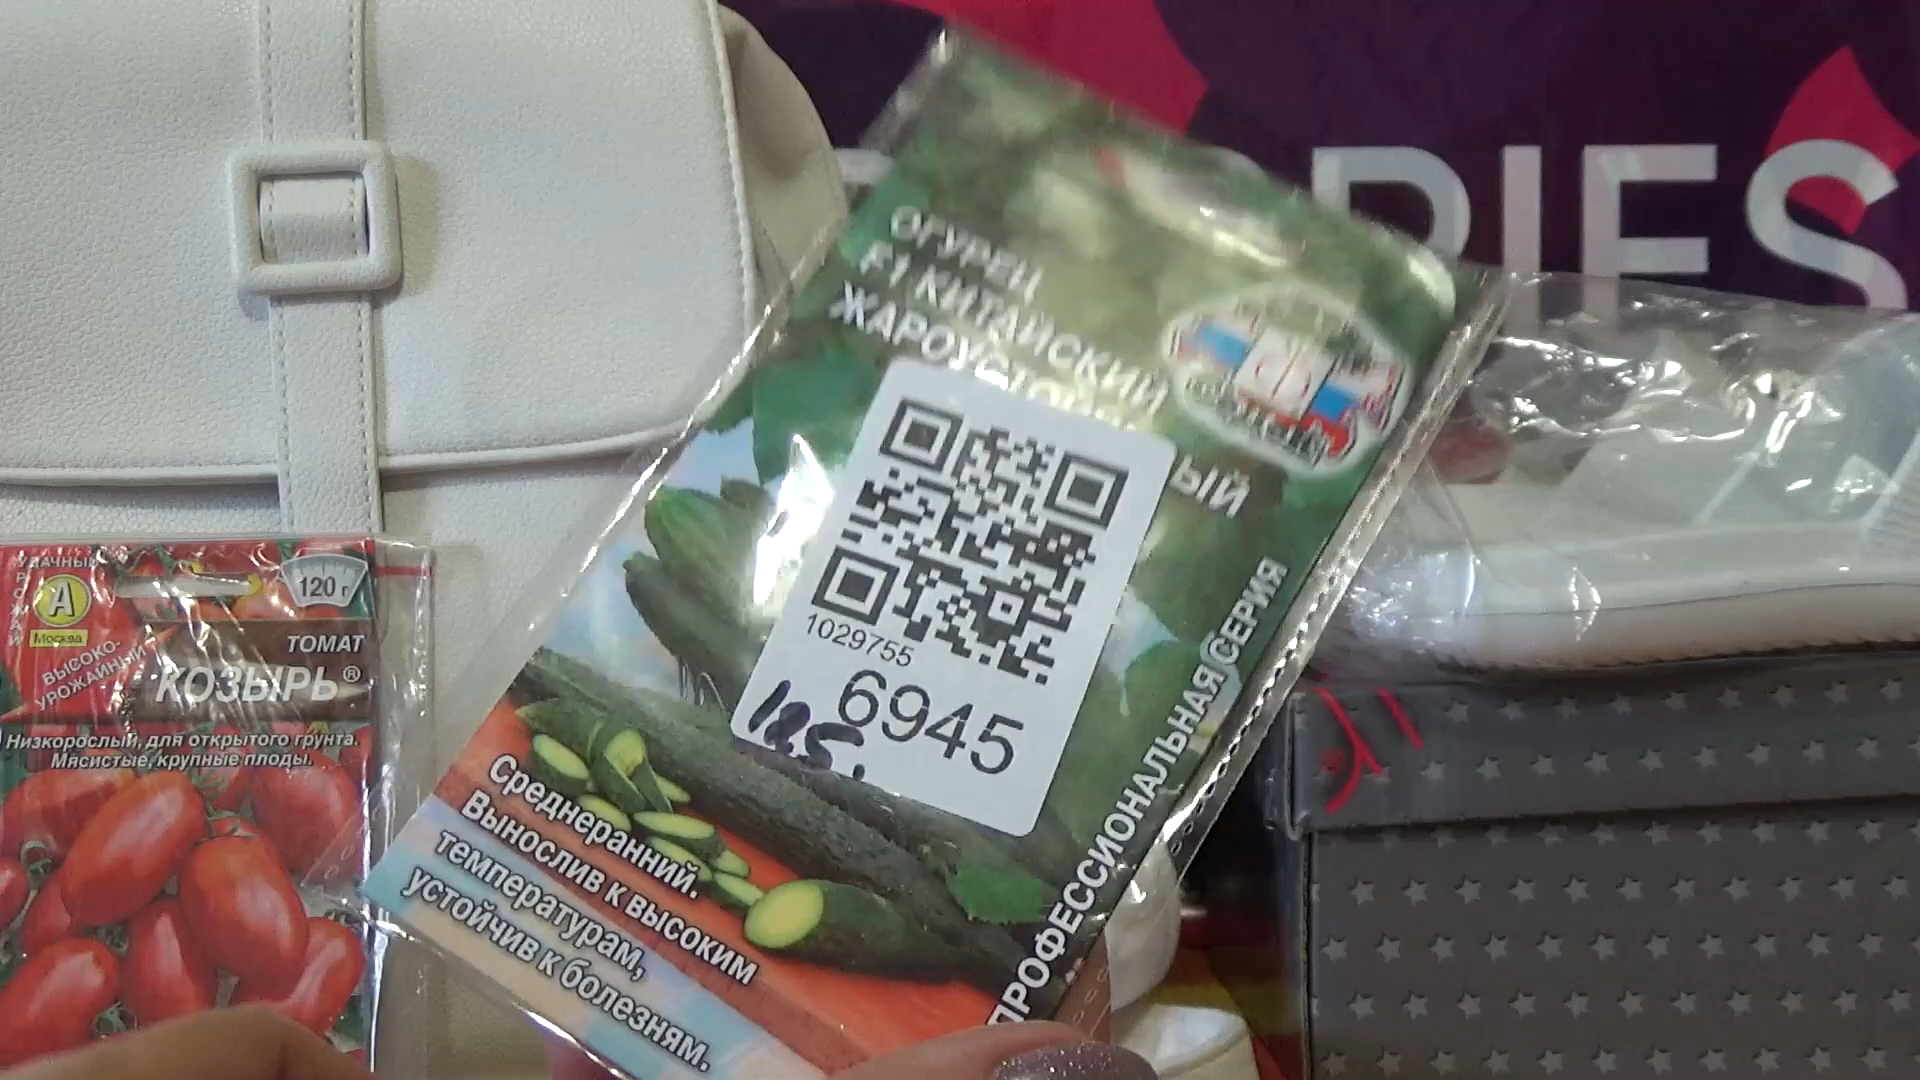 RIES
ОГУРЕЦ
F1 КИТАЙСКИЙ
ЫЙ
1029755
6945
185.
Среднеранний.
Вынослив к высоким
температурам,
устойчив к болезням.
ПРОФЕССИОНАЛЬНАЯ СЕРИЯ
УДАЧНЫЙ
УРОЖАЙ
А
Москва
120 г
ВЫСОКО-
УРОЖАЙНЫЙ
ТОМАТ
КОЗЫРЬ®
Низкорослый, для открытого грунта.
Мясистые, крупные плоды.